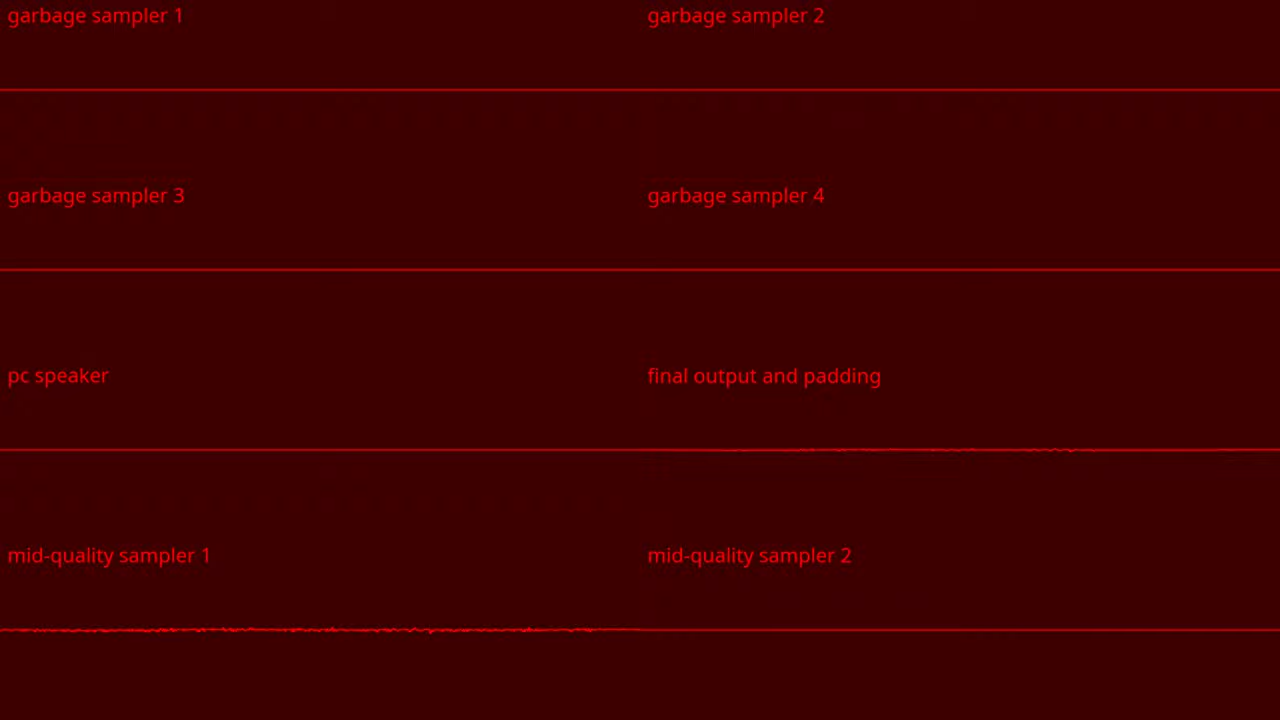 garbage sampler 1
garbage sampler 2
garbage sampler 3
garbage sampler 4
pc speaker
final output and padding
mid-quality sampler 1
mid-quality sampler 2